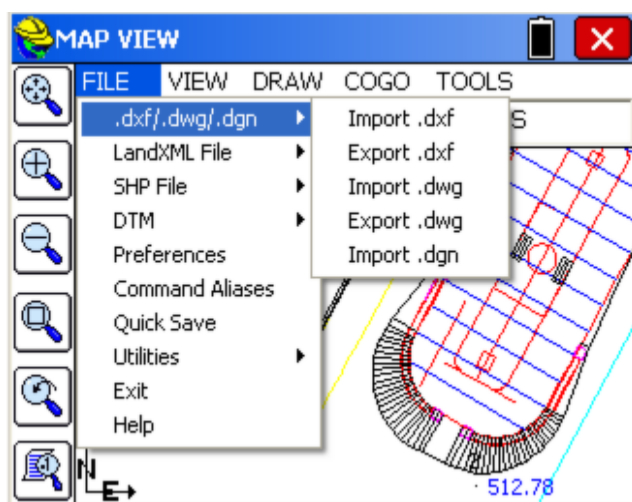 MAP VIEW
FILE VIEW DRAW COGO TOOLS
.dxf/.dwg/.dgn
LandXML File
SHP File
DTM
Preferences
Command Aliases
Quick Save
Utilities
Exit
Help
Import .dxf
Export .dxf
Import .dwg
Export .dwg
Import .dgn
S
N
E
512.78